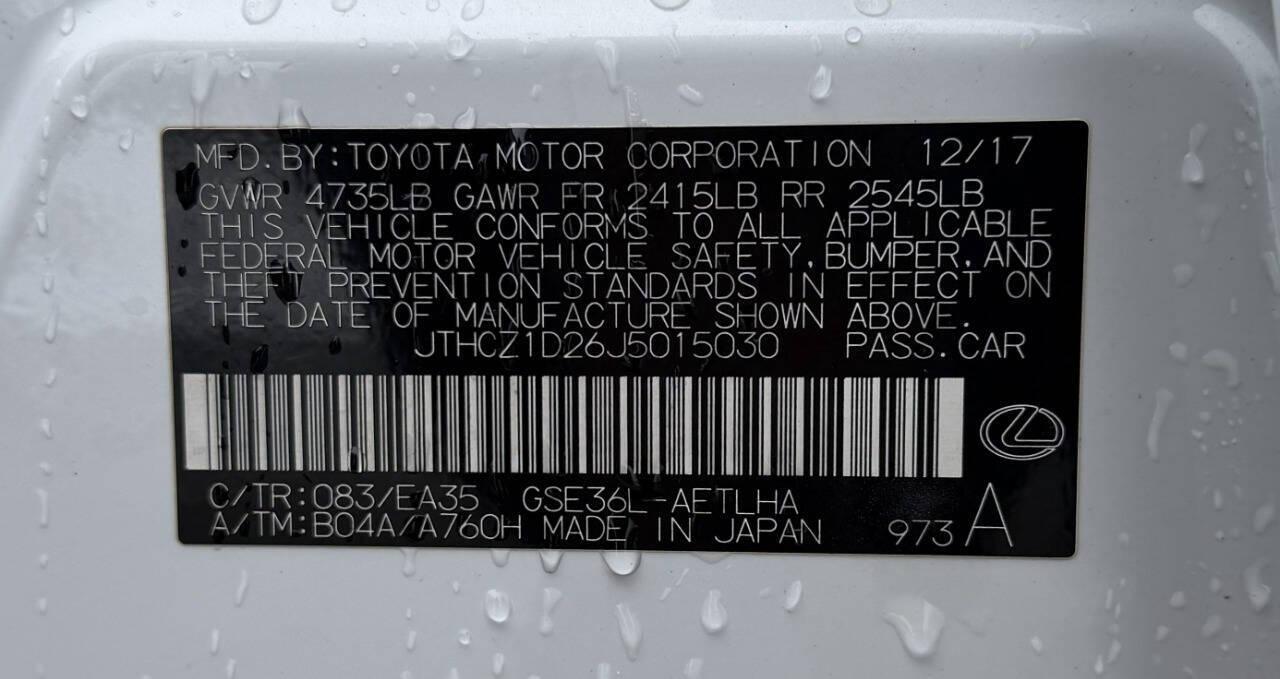 MFD.BY:TOYOTA MOTOR CORPORATION 12/17
GVWR 4735LB GAWR FR 2415LB RR 2545LB
THIS VEHICLE CONFORMS TO ALL APPLICABLE
FEDERAL MOTOR VEHICLE SAFETY, BUMPER, AND
THEFT PREVENTION STANDARDS IN EFFECT ON
THE DATE OF MANUFACTURE SHOWN ABOVE.
JTHCZ1D26J5015030 PASS.CAR
C/TR:083/EA35 GSE36L-AETLHA
A/TM:B04A/A760H MADE IN JAPAN 973 A